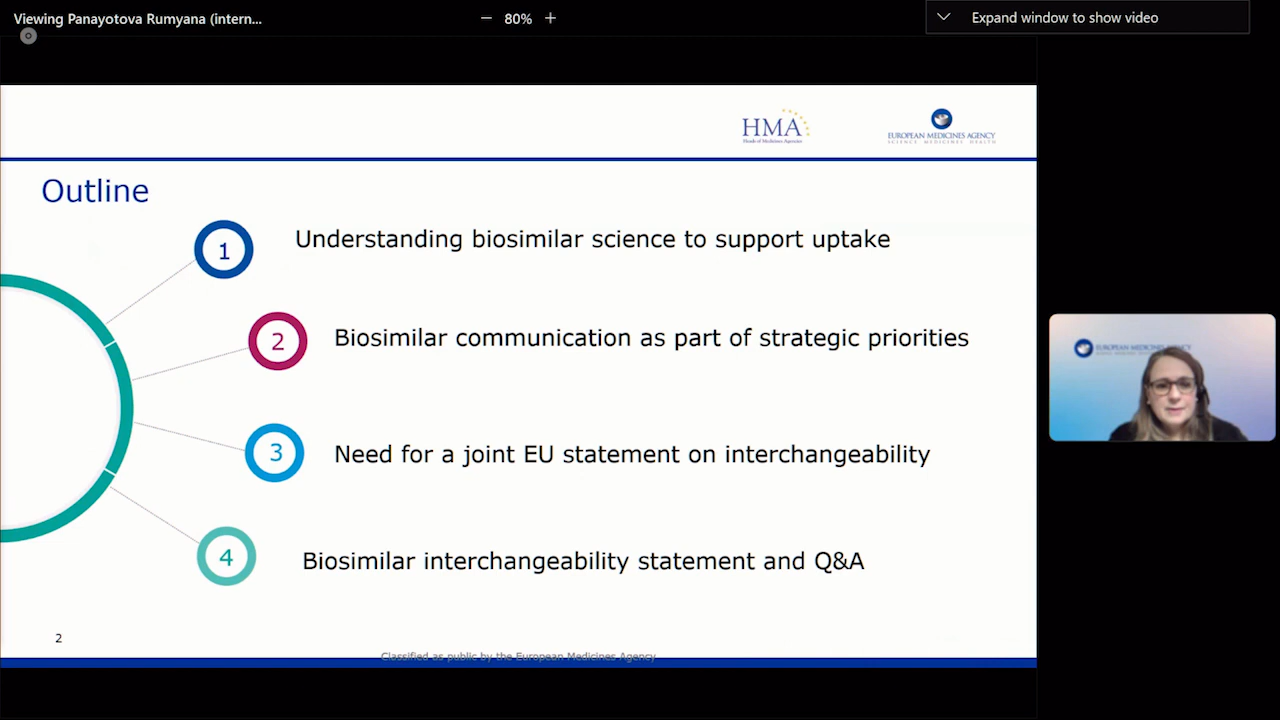 Viewing Panayotova Rumyana (intern...
80%
Expand window to show video
HMA
Heads of Medicines Agencies
EUROPEAN MEDICINES AGENCY
SCIENCE MEDICINES HEALTH
Outline
1
Understanding biosimilar science to support uptake
2
Biosimilar communication as part of strategic priorities
3
Need for a joint EU statement on interchangeability
4
Biosimilar interchangeability statement and Q&A
2
Classified as public by the European Medicines Agency
EUROPEAN MEDICINES AGENCY